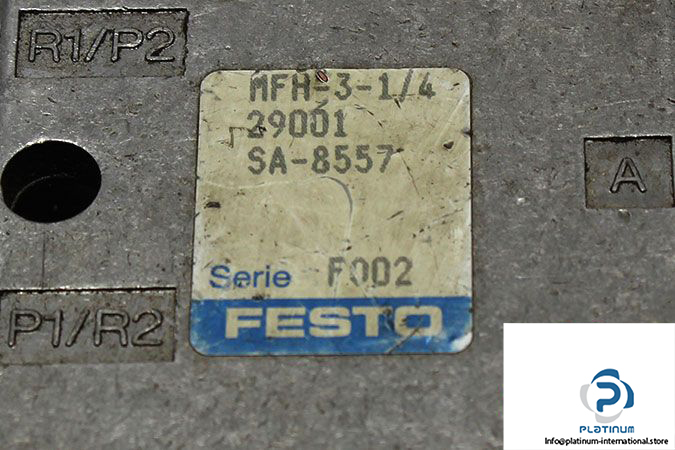 R1/P2
MFH-3-1/4
29001
SA-8557
A
Serie F002
P1/R2
FESTO
PLATINUM
Info@platinum-international.store